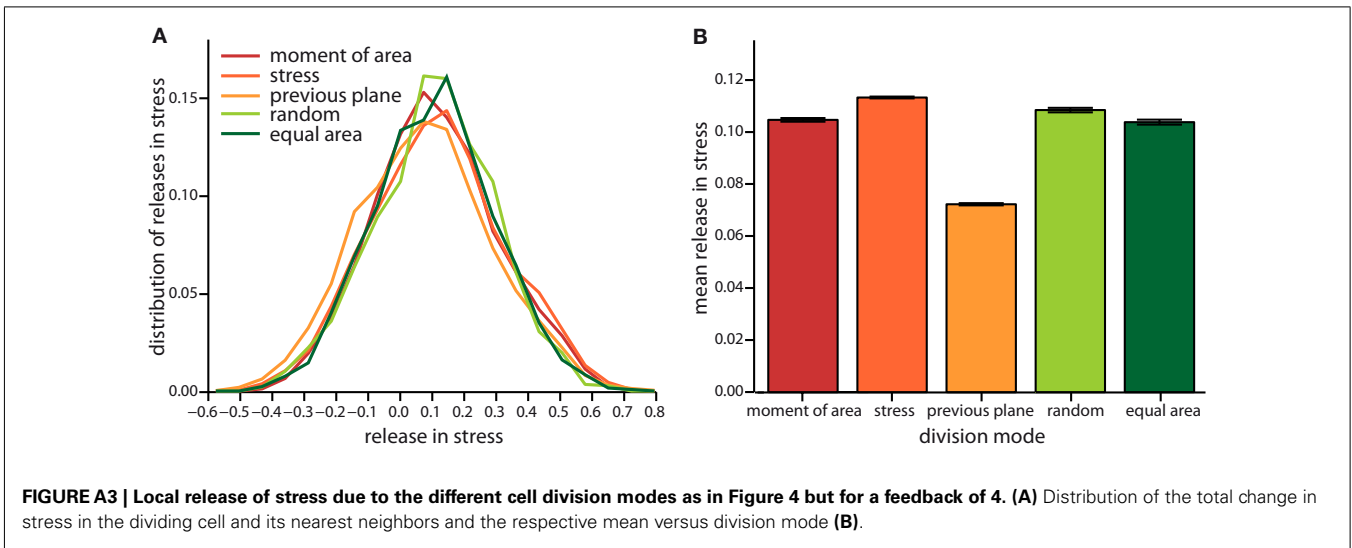 A
moment of area
stress
previous plane
random
equal area
distribution of releases in stress
0.15
0.10
0.05
0.00
−0.6 −0.5 −0.4 −0.3 −0.2 −0.1 0.0 0.1 0.2 0.3 0.4 0.5 0.6 0.7 0.8
release in stress
B
mean release in stress
0.12
0.10
0.08
0.06
0.04
0.02
0.00
moment of area stress previous plane random equal area
division mode
FIGURE A3 | Local release of stress due to the different cell division modes as in Figure 4 but for a feedback of 4. (A) Distribution of the total change in
stress in the dividing cell and its nearest neighbors and the respective mean versus division mode (B).